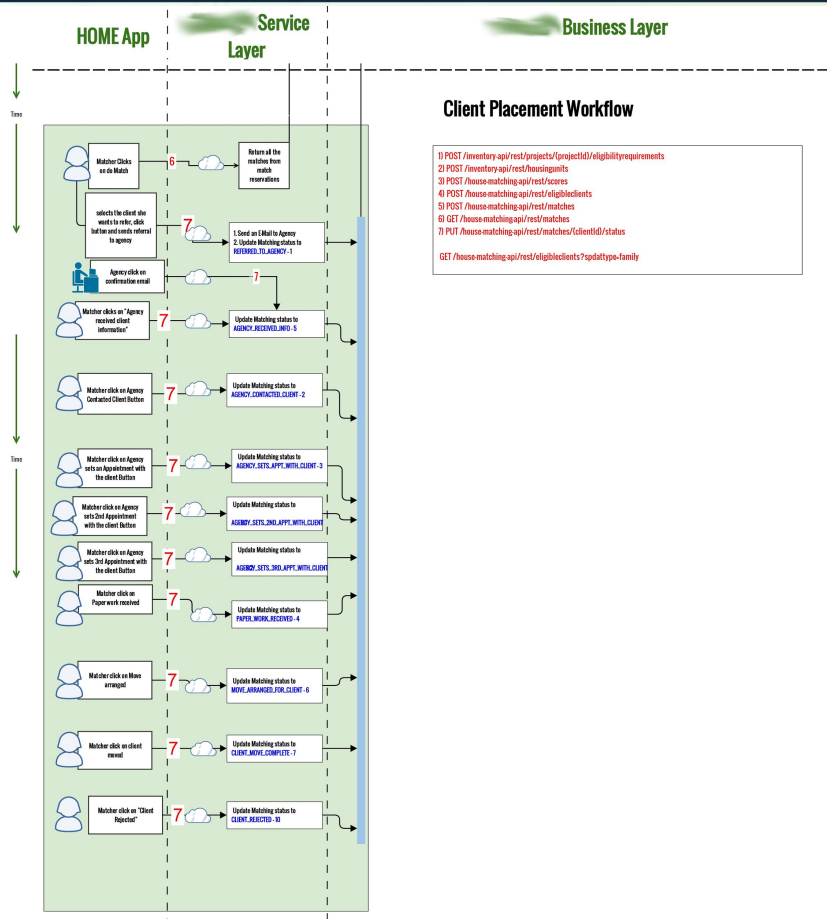 HOME App
Service
Layer
Business Layer
Time
Client Placement Workflow
1) POST /inventory-api/rest/projects/{projectId}/eligibilityrequirements
2) POST /inventory-api/rest/housingunits
3) POST /house-matching-api/rest/scores
4) POST /house-matching-api/rest/eligibleclients
5) POST /house-matching-api/rest/matches
6) GET /house-matching-api/rest/matches
7) PUT /house-matching-api/rest/matches/(clientId)/status
GET /house-matching-api/rest/eligibleclients?spdattype=family
Matcher Clicks
on do Match
6
Return all the
matches from
match
reservations
selects the client she
wants to refer, click
button and sends referral
to agency
7
1. Send an E-Mail to Agency
2. Update Matching status to
REFERRED_TO_AGENCY - 1
Agency click on
confirmation email
7
Matcher clicks on "Agency
received client
information"
7
Update Matching status to
AGENCY_RECEIVED_INFO - 5
Matcher click on Agency
Contacted Client Button
7
Update Matching status to
AGENCY_CONTACTED_CLIENT - 2
Time
Matcher click on Agency
sets an Appointment with
the client Button
7
Update Matching status to
AGENCY_SETS_APPT_WITH_CLIENT - 3
Matcher click on Agency
sets 2nd Appointment
with the client Button
7
Update Matching status to
_SETS_2ND_APPT_WITH_CLIENT
Matcher click on Agency
sets 3rd Appointment with
the client Button
7
Update Matching status to
_SETS_3RD_APPT_WITH_CLIENT
Matcher click on
Paper work received
7
Update Matching status to
PAPER_WORK_RECEIVED - 4
Matcher click on Move
arranged
7
Update Matching status to
MOVE_ARRANGED_FOR_CLIENT - 6
Matcher click on client
moved
7
Update Matching status to
CLIENT_MOVE_COMPLETE - 7
Matcher click on "Client
Rejected"
7
Update Matching status to
CLIENT_REJECTED - 10